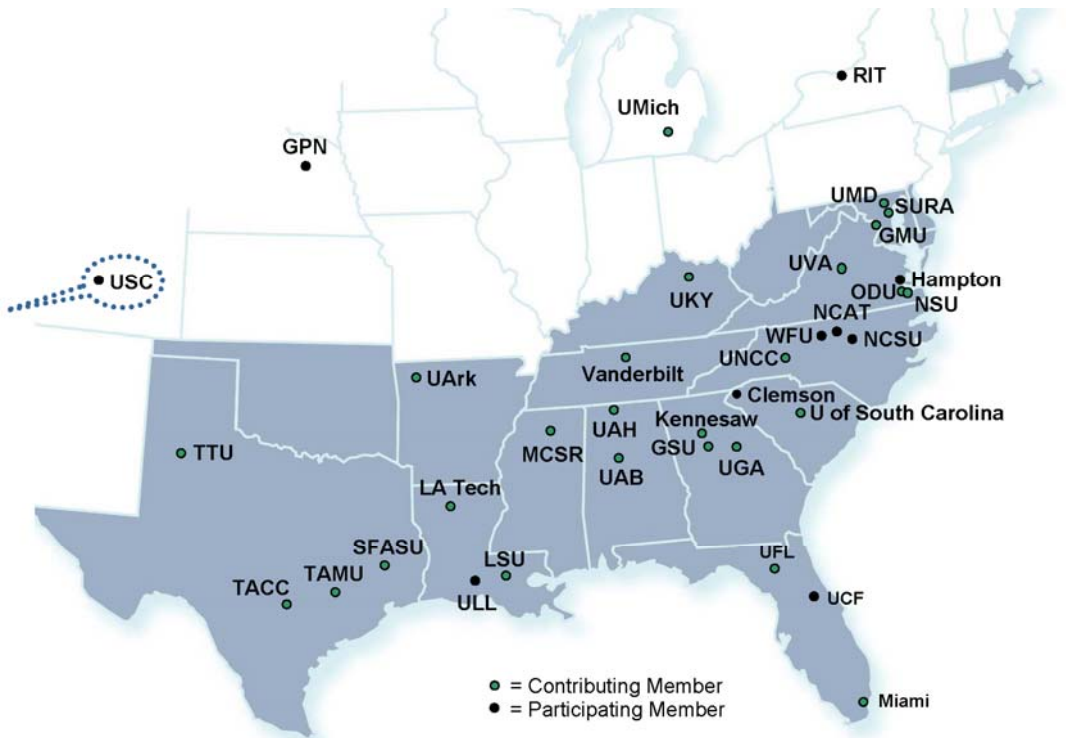 RIT
UMich
GPN
UMD
SURA
GMU
USC
UVA
Hampton
UKY
ODU
NSU
NCAT
WFU
NCSU
UNCC
Vanderbilt
UArk
Clemson
U of South Carolina
Kennesaw
UAH
MCSR
GSU
UGA
TTU
UAB
LA Tech
SFASU
LSU
UFL
TAMU
TACC
ULL
UCF
= Contributing Member
= Participating Member
Miami